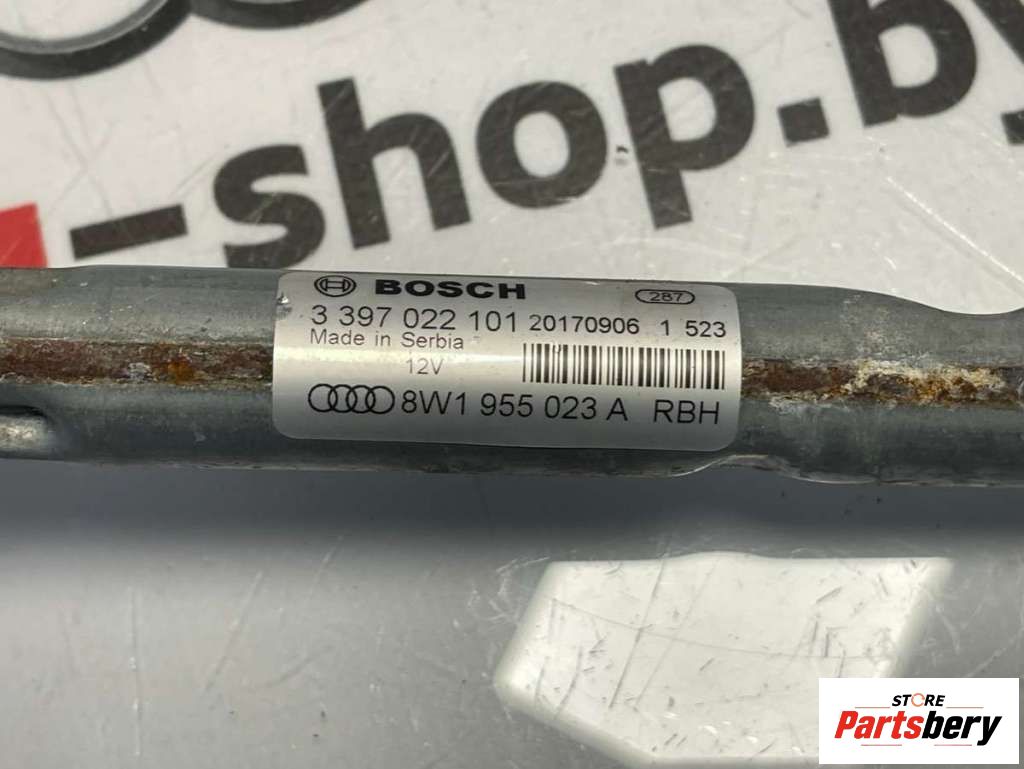 -shop.by
BOSCH 287
3 397 022 101 20170906 1 523
Made in Serbia
12V
8W1 955 023 A RBH
STORE
Partsbery